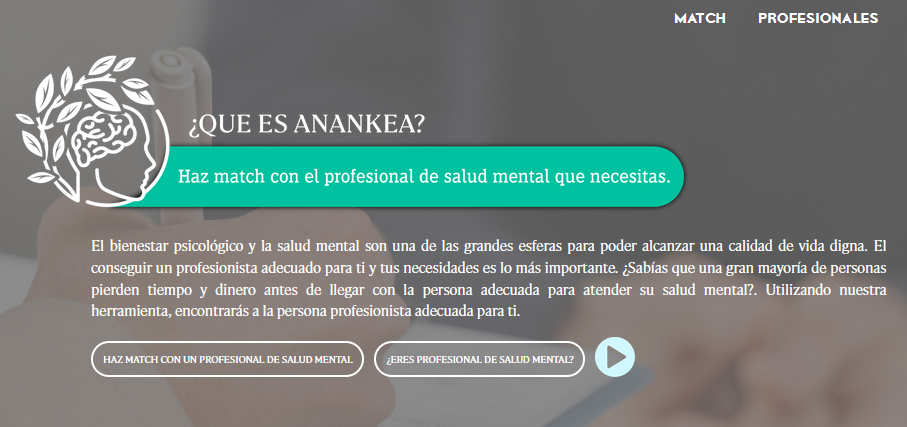 MATCH PROFESIONALES
¿QUE ES ANANKEA?
Haz match con el profesional de salud mental que necesitas.
El bienestar psicológico y la salud mental son una de las grandes esferas para poder alcanzar una calidad de vida digna. El
conseguir un profesionista adecuado para ti y tus necesidades es lo más importante. ¿Sabías que una gran mayoría de personas
pierden tiempo y dinero antes de llegar con la persona adecuada para atender su salud mental?. Utilizando nuestra
herramienta, encontrarás a la persona profesionista adecuada para ti.
HAZ MATCH CON UN PROFESIONAL DE SALUD MENTAL ¿ERES PROFESIONAL DE SALUD MENTAL?